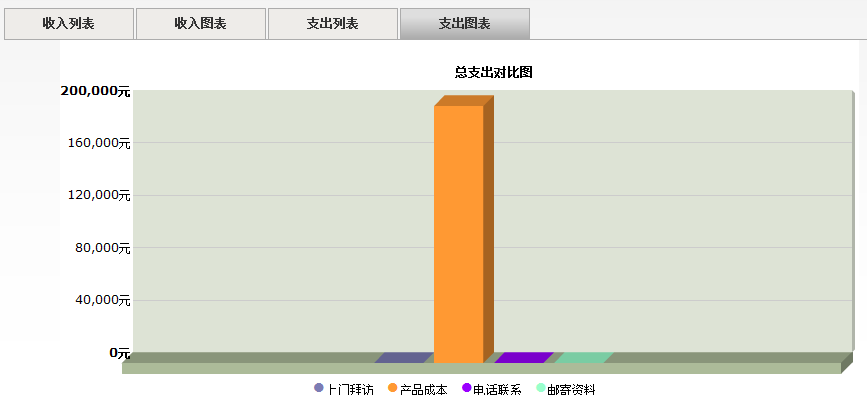 收入列表 收入图表 支出列表 支出图表
总支出对比图
200,000元
160,000元
120,000元
80,000元
40,000元
0元
上门拜访 产品成本 电话联系 邮寄资料